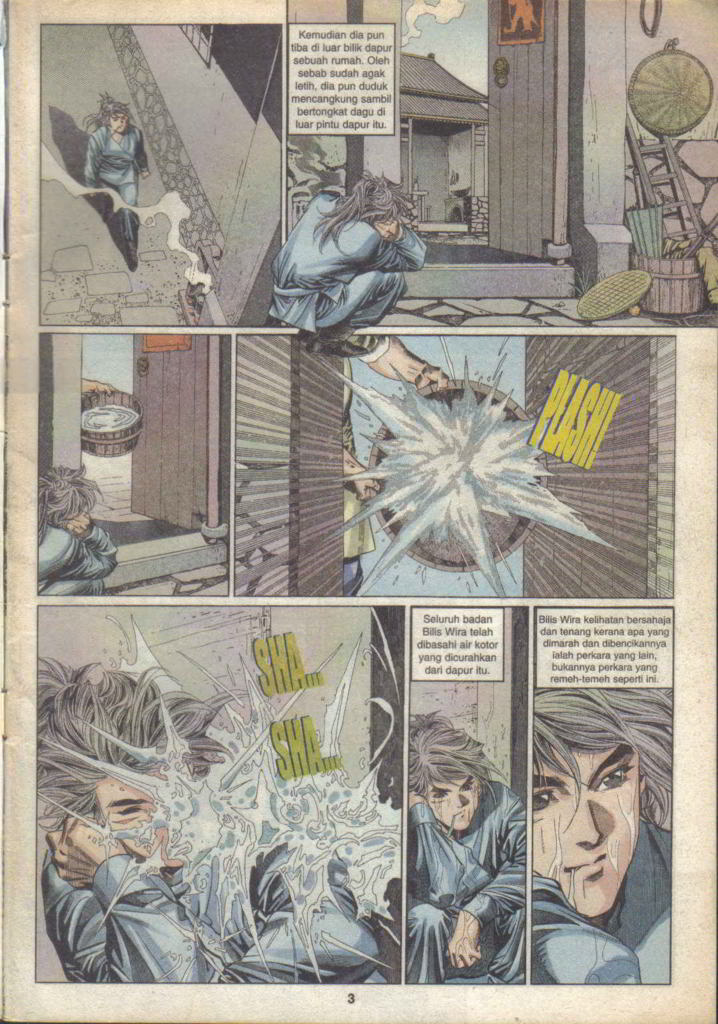 Kemudian dia pun
tiba di luar bilik dapur
sebuah rumah. Oleh
sebab sudah agak
letih, dia pun duduk
mencangkung sambil
bertongkat dagu di
luar pintu dapur itu.
PLASH!
SHA...
SHA...
Seluruh badan
Bilis Wira telah
dibasahi air kotor
yang dicurahkan
dari dapur itu.
Bilis Wira kelihatan bersahaja
dan tenang kerana apa yang
dimarah dan dibencikannya
ialah perkara yang lain,
bukannya perkara yang
remeh-temeh seperti ini.
3